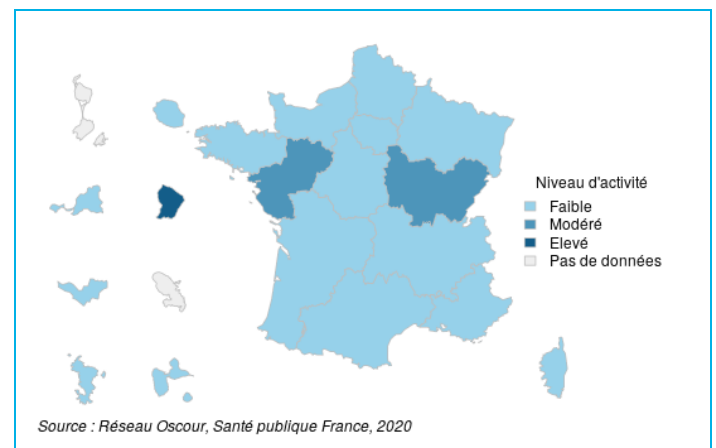 Niveau d'activité
Faible
Modéré
Elevé
Pas de données
Source : Réseau Oscour, Santé publique France, 2020